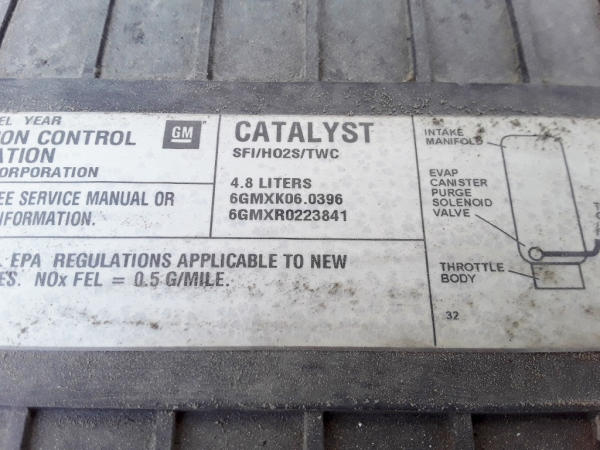 EL YEAR
ION CONTROL
ATION
ORPORATION
EE SERVICE MANUAL OR
NFORMATION.
GM
CATALYST
SFI/HO2S/TWC
4.8 LITERS
6GMXK06.0396
6GMXR0223841
EPA REGULATIONS APPLICABLE TO NEW
ES. NOx FEL = 0.5 G/MILE.
INTAKE
MANIFOLD
EVAP
CANISTER
PURGE
SOLENOID
VALVE
THROTTLE
BODY
32